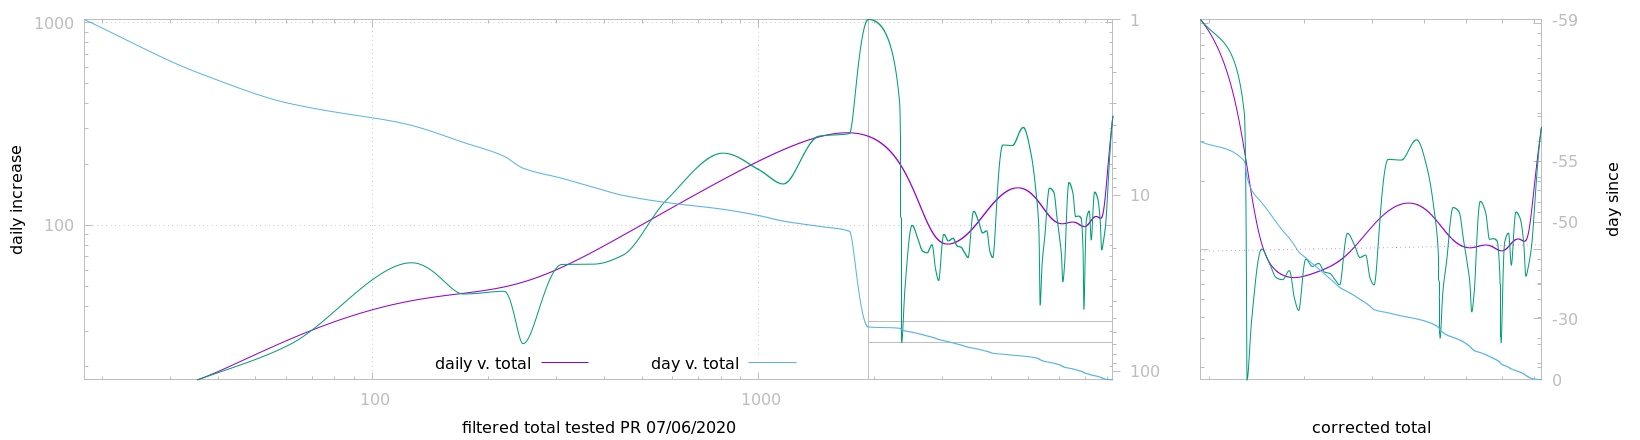 1000
100
daily increase
1
10
100
daily v. total
day v. total
100
1000
filtered total tested PR 07/06/2020
-59
-55
-50
-30
0
day since
corrected total